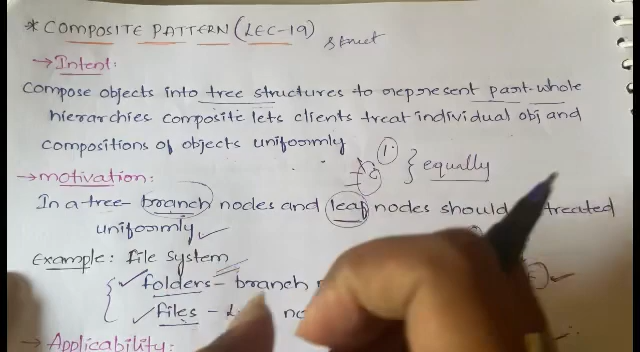 * COMPOSITE PATTERN (LEC-19) struct
→ Intent:
Compose objects into tree structures to represent part-whole
hierarchies composite lets clients treat individual obj and
compositions of objects uniformly
1.
2
} equally
→ motivation:
In a tree branch nodes and leaf nodes should treated
uniformly
Example: file system
folders - branch
files -
→ Applicability: